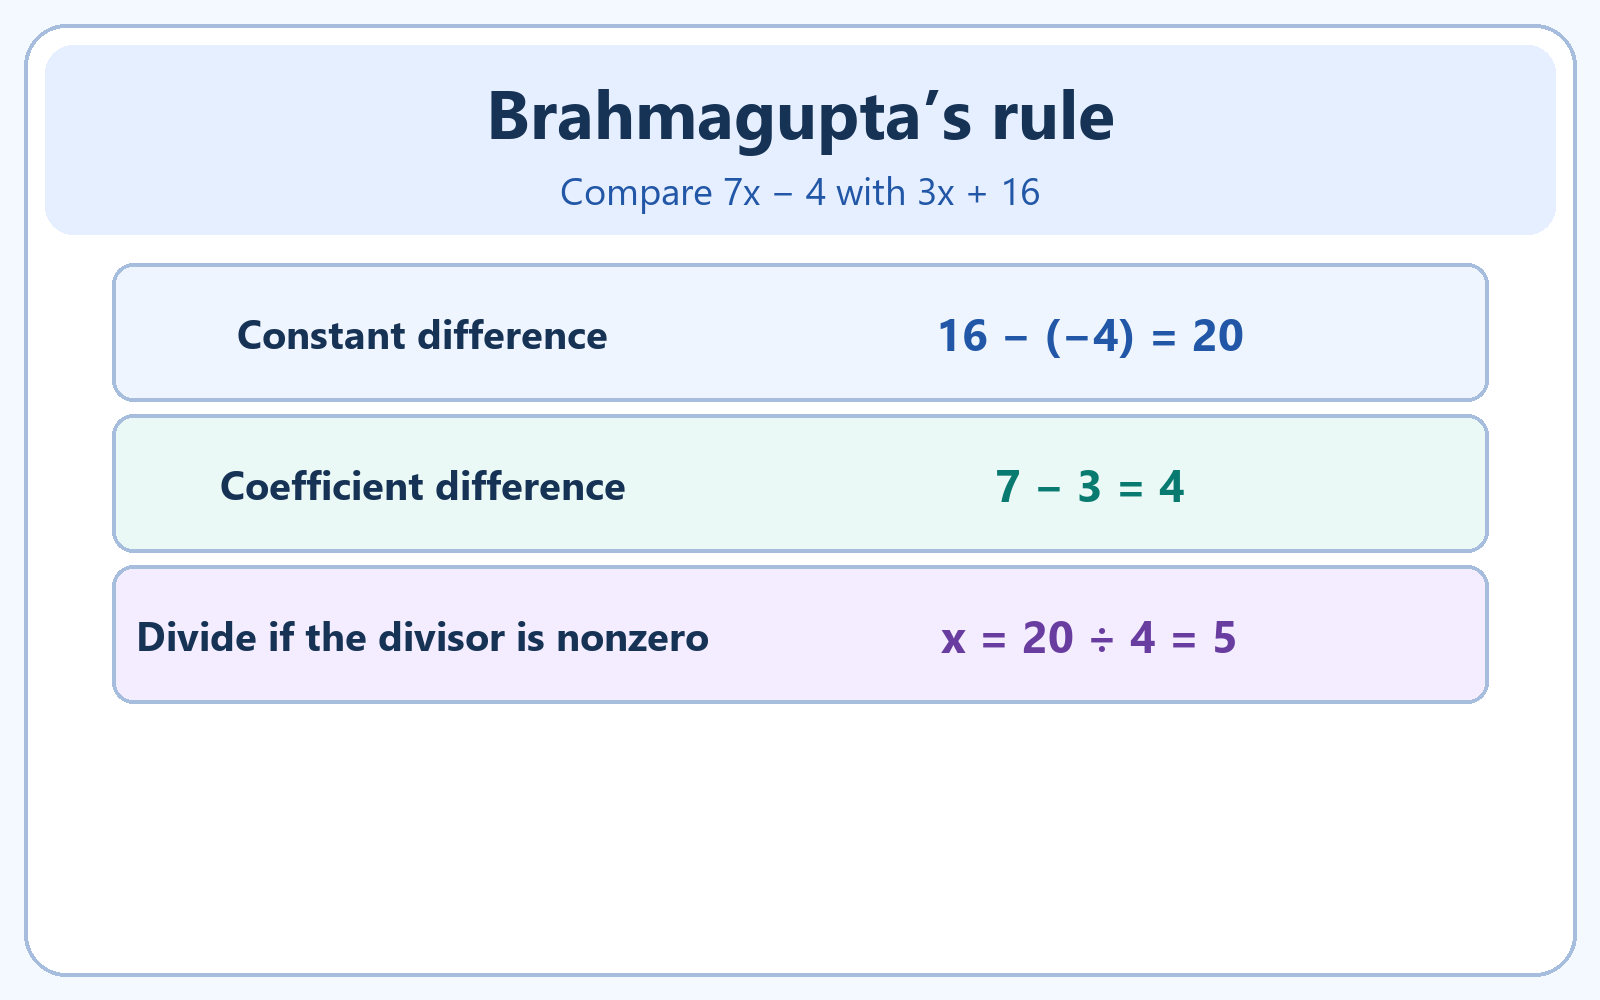 Brahmagupta’s rule
Compare 7x − 4 with 3x + 16
Constant difference
16 − (−4) = 20
Coefficient difference
7 − 3 = 4
Divide if the divisor is nonzero
x = 20 ÷ 4 = 5